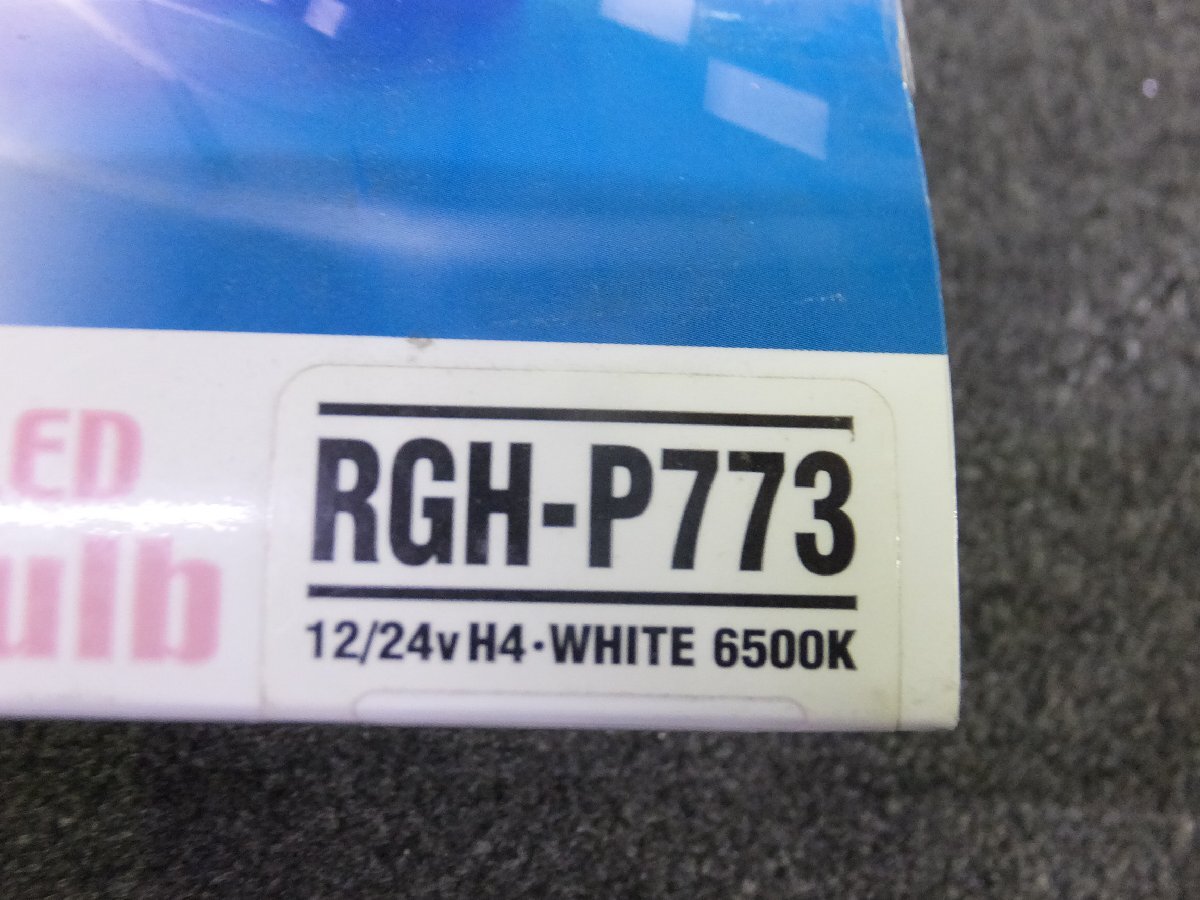 ED
ulb
RGH-P773
12/24v H4・WHITE 6500K